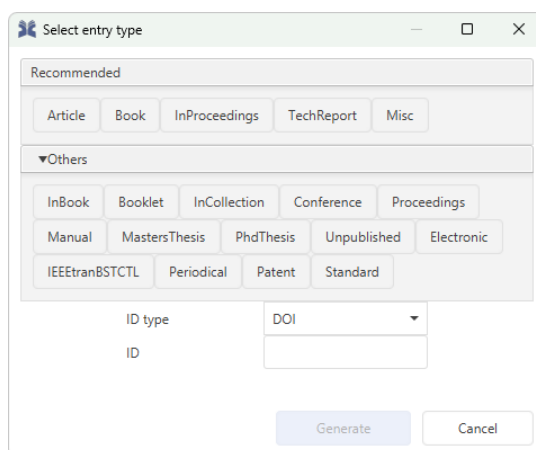 Select entry type
Recommended
Article Book InProceedings TechReport Misc
▼Others
InBook Booklet InCollection Conference Proceedings
Manual MastersThesis PhdThesis Unpublished Electronic
IEEEtranBSTCTL Periodical Patent Standard
ID type DOI
ID
Generate Cancel